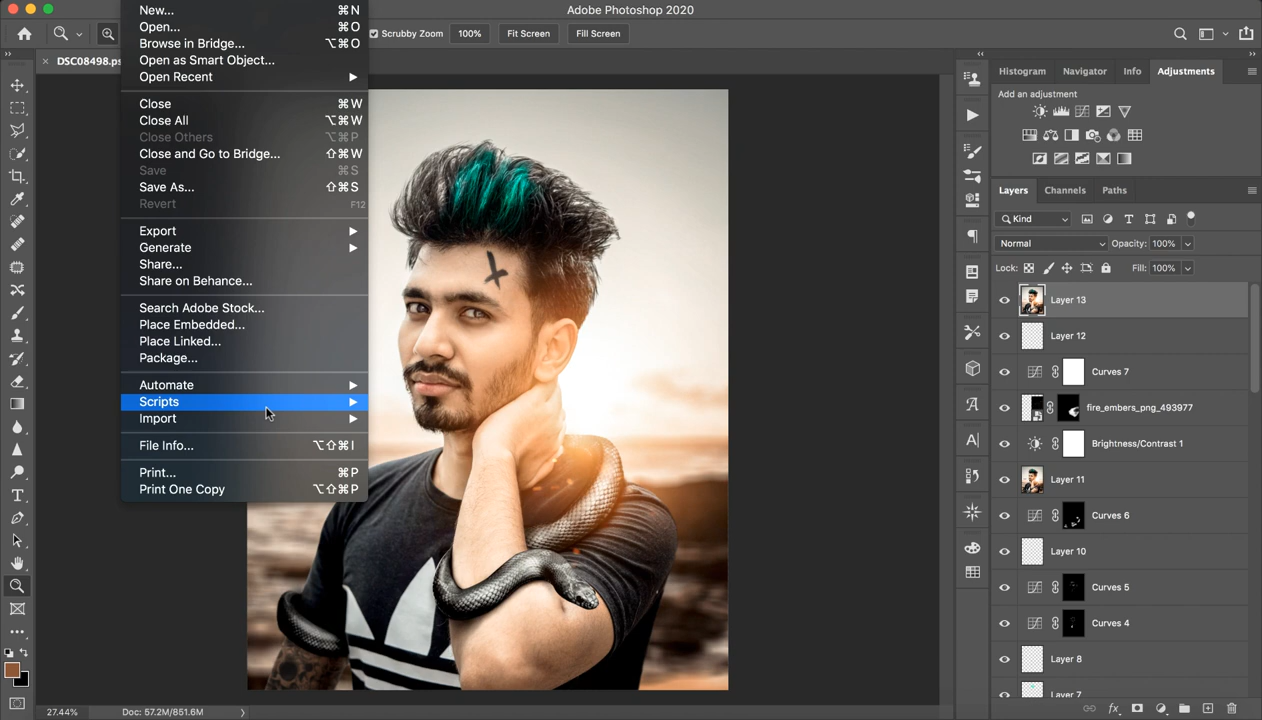 Adobe Photoshop 2020
Scrubby Zoom 100% Fit Screen Fill Screen
DSC08498.ps
New... ⌘N
Open... ⌘O
Browse in Bridge... ⌥⌘O
Open as Smart Object...
Open Recent
Close ⌘W
Close All ⌥⌘W
Close Others ⌥⌘P
Close and Go to Bridge... ⇧⌘W
Save ⌘S
Save As... ⇧⌘S
Revert F12
Export
Generate
Share...
Share on Behance...
Search Adobe Stock...
Place Embedded...
Place Linked...
Package...
Automate
Scripts
Import
File Info... ⌥⇧⌘I
Print... ⌘P
Print One Copy ⌥⇧⌘P
27.44% Doc: 57.2M/851.6M
Histogram Navigator Info Adjustments
Add an adjustment
Layers Channels Paths
Kind
Normal Opacity: 100%
Lock: Fill: 100%
Layer 13
Layer 12
Curves 7
fire_embers_png_493977
Brightness/Contrast 1
Layer 11
Curves 6
Layer 10
Curves 5
Curves 4
Layer 8
Layer 7